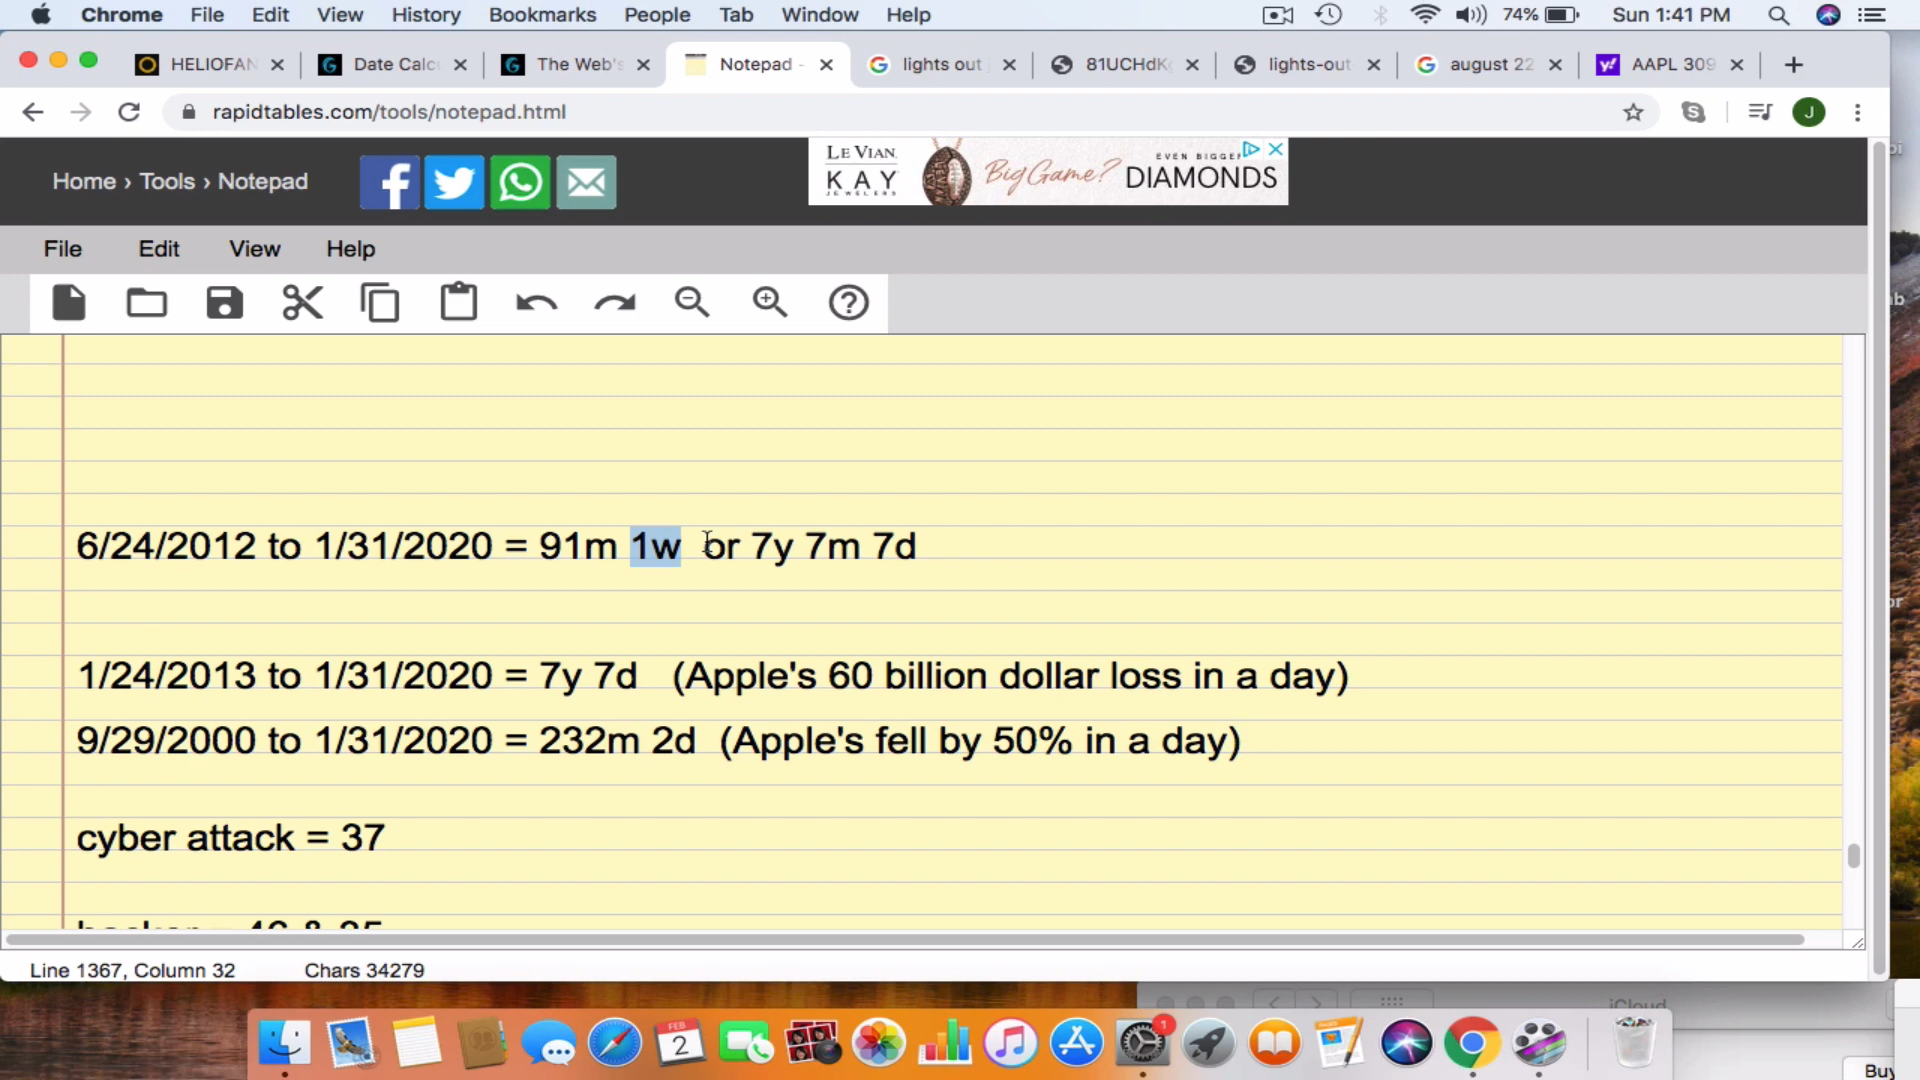 Chrome File Edit View History Bookmarks People Tab Window Help 74% Sun 1:41 PM
HELIOFAN Date Calc The Web's Notepad - lights out 81UCHdK lights-out august 22 AAPL 309
rapidtables.com/tools/notepad.html J
Home › Tools › Notepad
LE VIAN.
KAY
JEWELERS
Big Game?
EVEN BIGGER
DIAMONDS
File Edit View Help
6/24/2012 to 1/31/2020 = 91m 1w or 7y 7m 7d
1/24/2013 to 1/31/2020 = 7y 7d (Apple's 60 billion dollar loss in a day)
9/29/2000 to 1/31/2020 = 232m 2d (Apple's fell by 50% in a day)
cyber attack = 37
Line 1367, Column 32 Chars 34279
iCloud
FEB
2
1
Buy